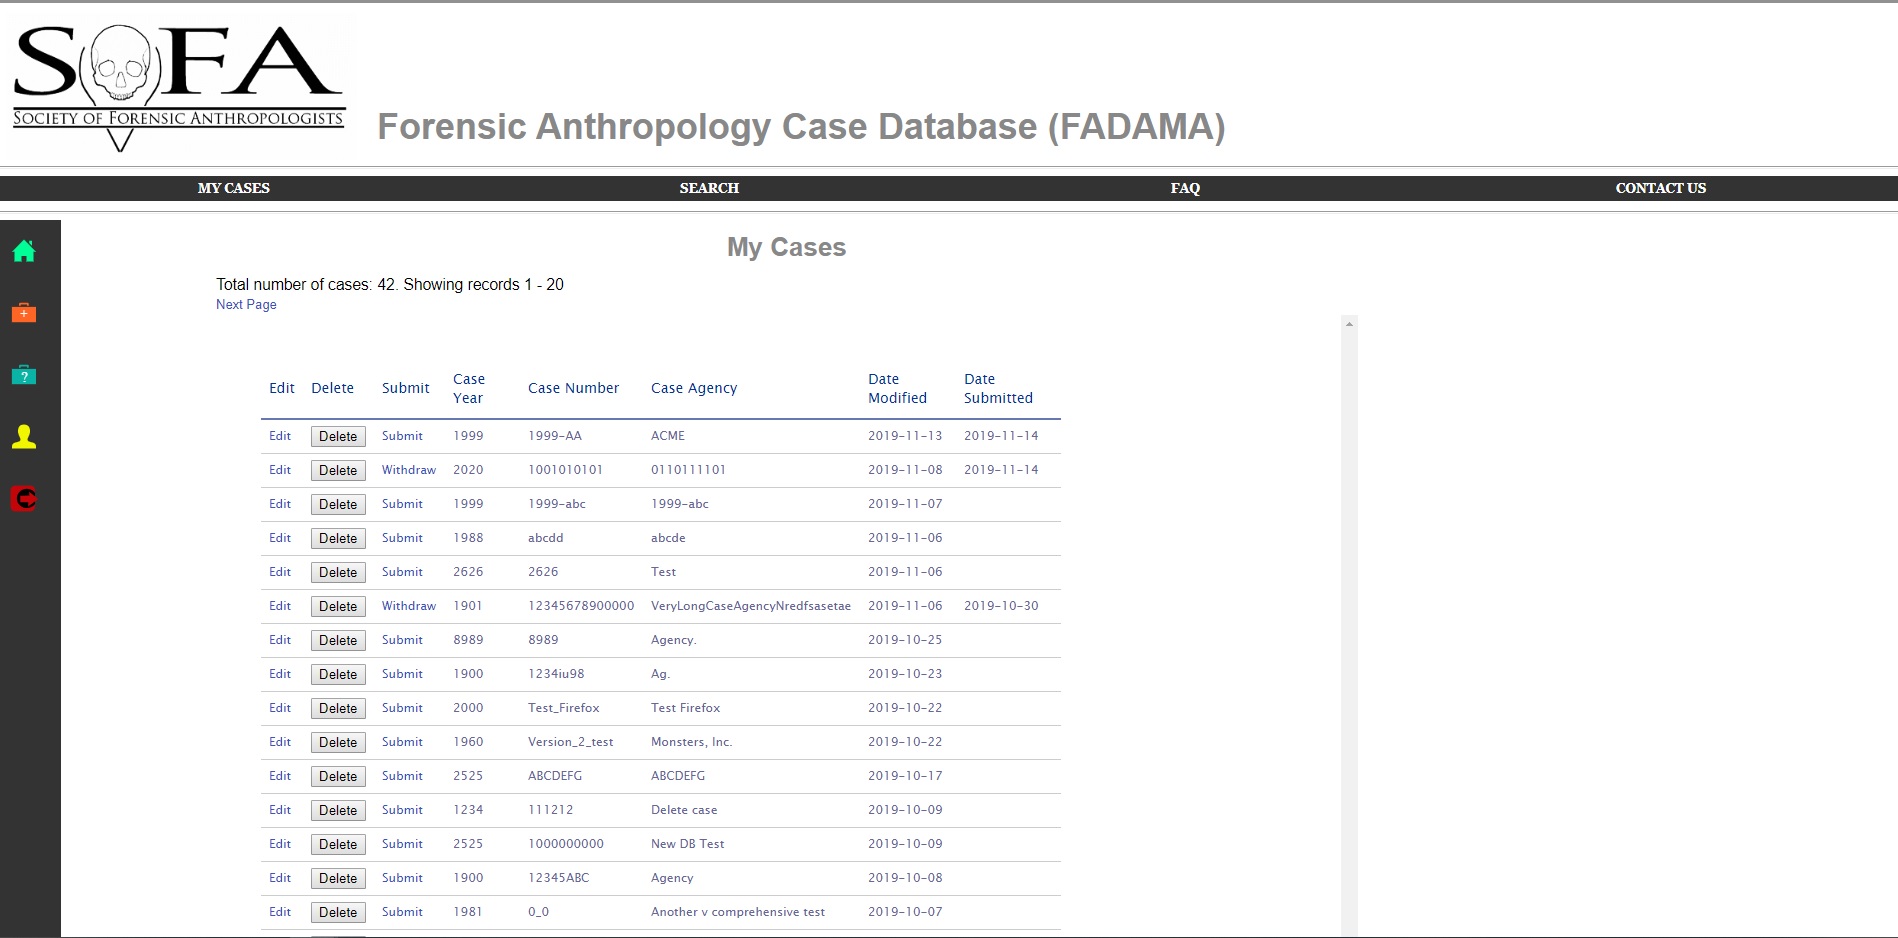 SOFA
SOCIETY OF FORENSIC ANTHROPOLOGISTS
Forensic Anthropology Case Database (FADAMA)
MY CASES SEARCH FAQ CONTACT US
My Cases
Total number of cases: 42. Showing records 1 - 20
Next Page
Edit Delete Submit Case Year Case Number Case Agency Date Modified Date Submitted
Edit Delete Submit 1999 1999-AA ACME 2019-11-13 2019-11-14
Edit Delete Withdraw 2020 1001010101 0110111101 2019-11-08 2019-11-14
Edit Delete Submit 1999 1999-abc 1999-abc 2019-11-07
Edit Delete Submit 1988 abcdd abcde 2019-11-06
Edit Delete Submit 2626 2626 Test 2019-11-06
Edit Delete Withdraw 1901 12345678900000 VeryLongCaseAgencyNredfsasetae 2019-11-06 2019-10-30
Edit Delete Submit 8989 8989 Agency. 2019-10-25
Edit Delete Submit 1900 1234iu98 Ag. 2019-10-23
Edit Delete Submit 2000 Test_Firefox Test Firefox 2019-10-22
Edit Delete Submit 1960 Version_2_test Monsters, Inc. 2019-10-22
Edit Delete Submit 2525 ABCDEFG ABCDEFG 2019-10-17
Edit Delete Submit 1234 111212 Delete case 2019-10-09
Edit Delete Submit 2525 1000000000 New DB Test 2019-10-09
Edit Delete Submit 1900 12345ABC Agency 2019-10-08
Edit Delete Submit 1981 0_0 Another v comprehensive test 2019-10-07